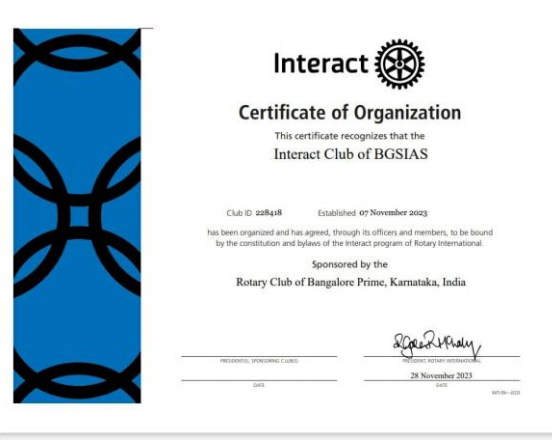 Interact
Certificate of Organization
This certificate recognizes that the
Interact Club of BGSIAS
Club ID 228418 Established 07 November 2023
has been organized and has agreed, through its officers and members, to be bound
by the constitution and bylaws of the Interact program of Rotary International.
Sponsored by the
Rotary Club of Bangalore Prime, Karnataka, India
PRESIDENT(S), SPONSORING CLUB(S)
PRESIDENT, ROTARY INTERNATIONAL
28 November 2023
DATE
DATE